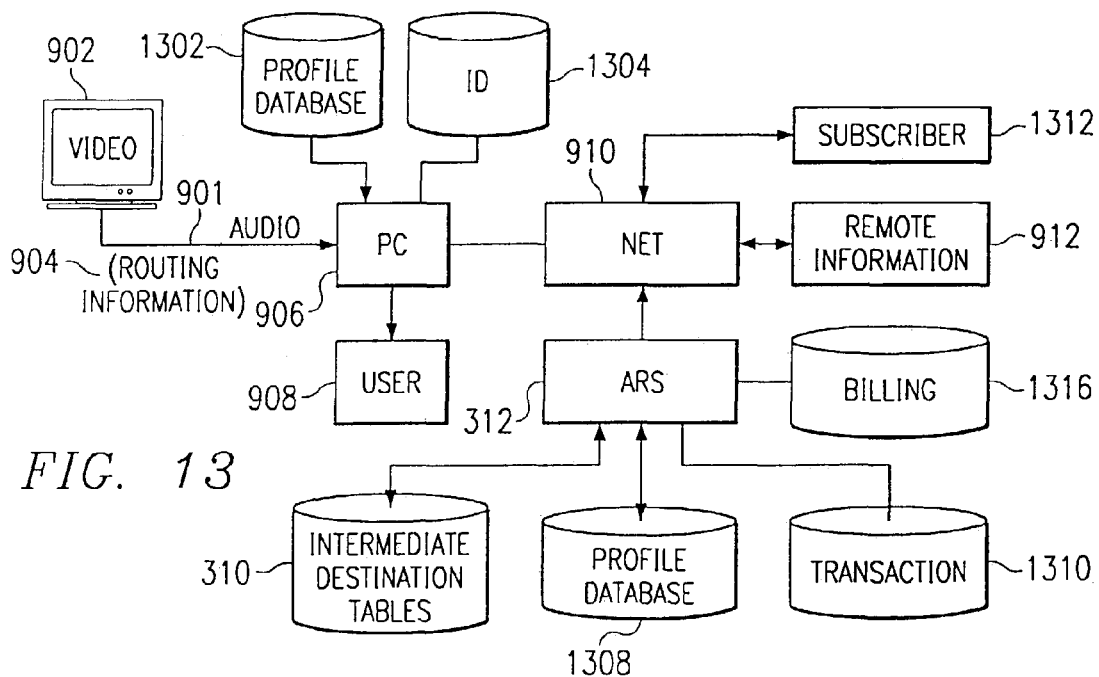 902
VIDEO
901
904
(ROUTING
INFORMATION)
AUDIO
1302
PROFILE
DATABASE
ID
1304
PC
906
USER
908
910
NET
SUBSCRIBER
1312
REMOTE
INFORMATION
912
ARS
312
BILLING
1316
FIG. 13
310
INTERMEDIATE
DESTINATION
TABLES
PROFILE
DATABASE
1308
TRANSACTION
1310